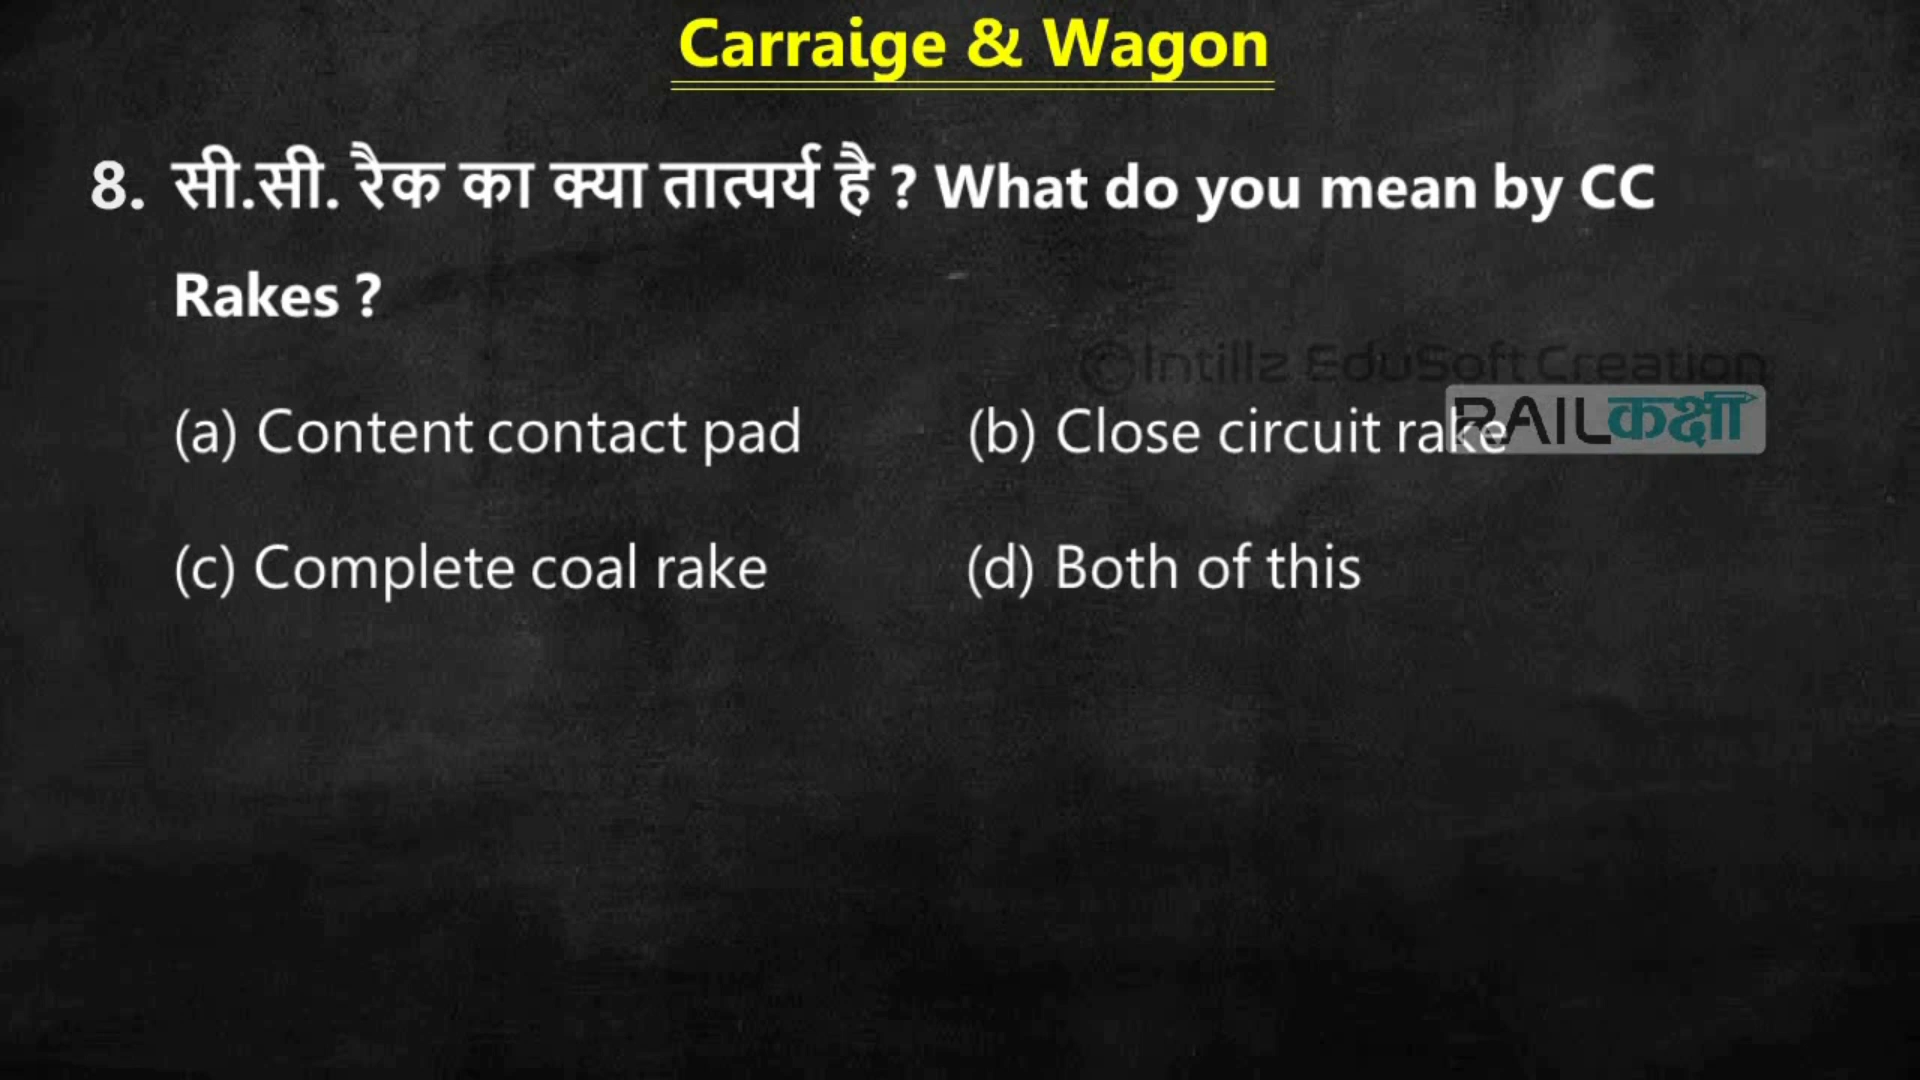 Carraige & Wagon
8. सी.सी. रैक का क्या तात्पर्य है ? What do you mean by CC
Rakes ?
©Intillz EduSoft Creation
RAILकक्षा
(a) Content contact pad (b) Close circuit rake
(c) Complete coal rake (d) Both of this